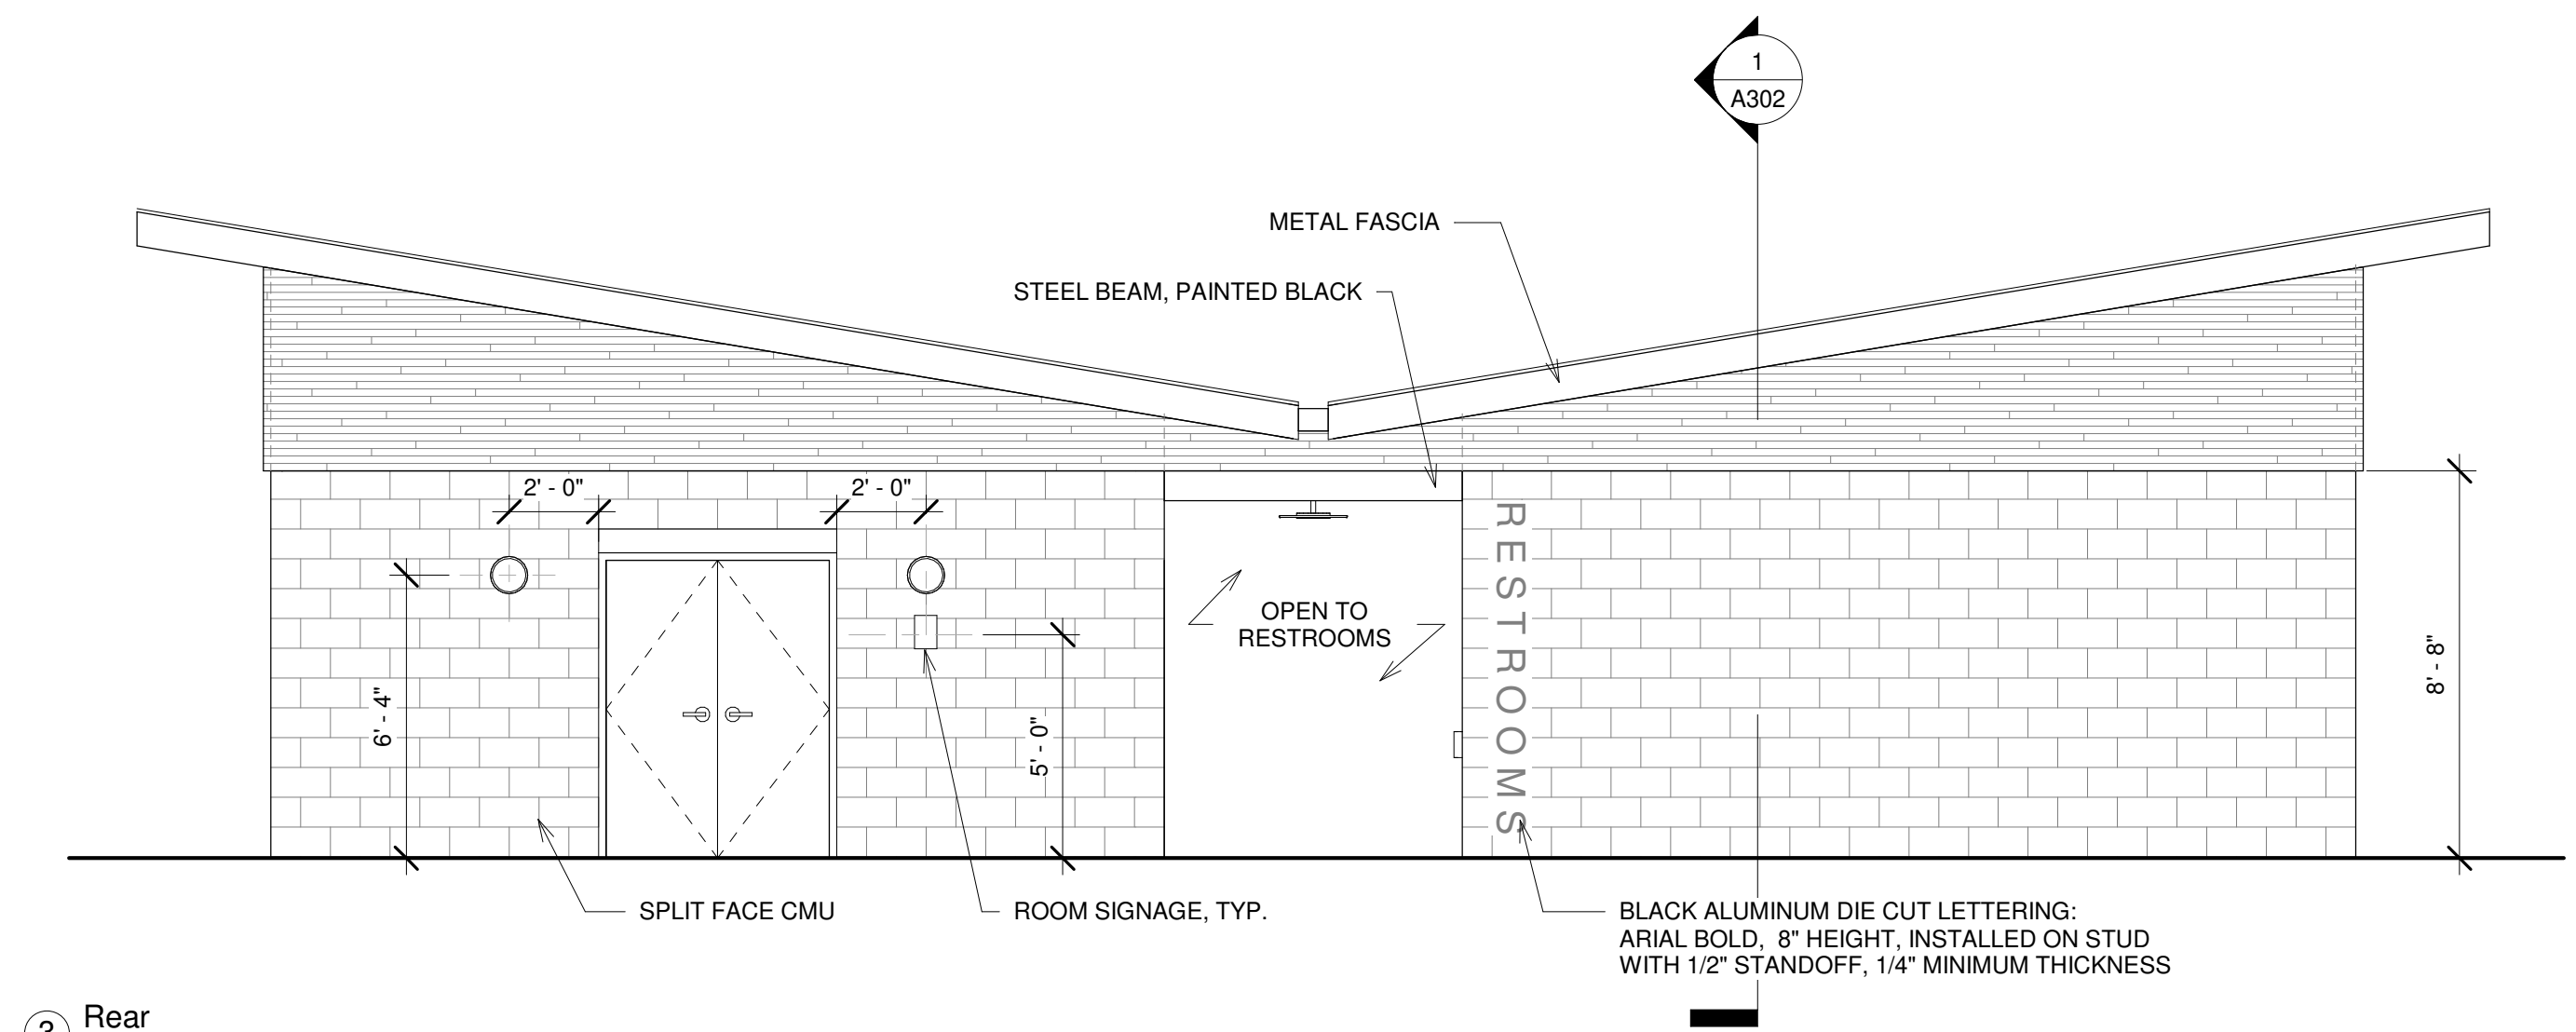 1
A302
METAL FASCIA
STEEL BEAM, PAINTED BLACK
2' - 0"
2' - 0"
OPEN TO
RESTROOMS
RESTROOMS
6' - 4"
5' - 0"
8' - 8"
SPLIT FACE CMU
ROOM SIGNAGE, TYP.
BLACK ALUMINUM DIE CUT LETTERING:
ARIAL BOLD, 8" HEIGHT, INSTALLED ON STUD
WITH 1/2" STANDOFF, 1/4" MINIMUM THICKNESS
3
Rear